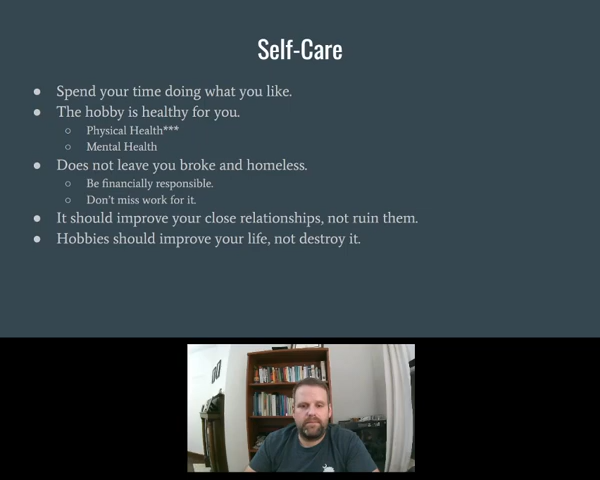 Self-Care
● Spend your time doing what you like.
● The hobby is healthy for you.
○ Physical Health***
○ Mental Health
● Does not leave you broke and homeless.
○ Be financially responsible.
○ Don't miss work for it.
● It should improve your close relationships, not ruin them.
● Hobbies should improve your life, not destroy it.